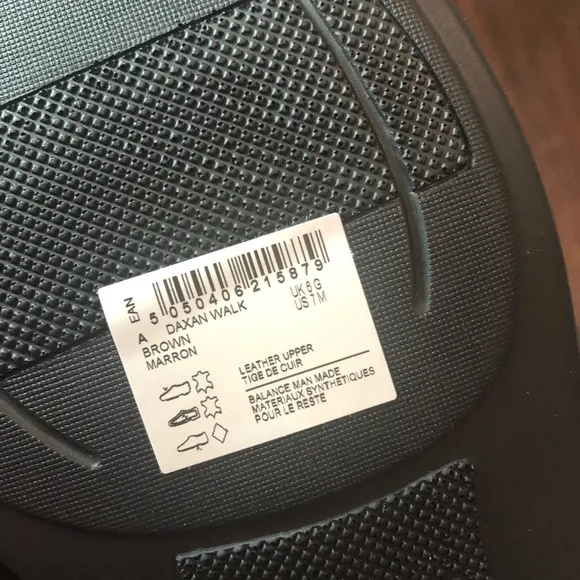 EAN
5 050406 215879
A DAXAN WALK
BROWN
MARRON
UK 6 G
US 7 M
LEATHER UPPER
TIGE DE CUIR
BALANCE MAN MADE
MATERIAUX SYNTHETIQUES
POUR LE RESTE